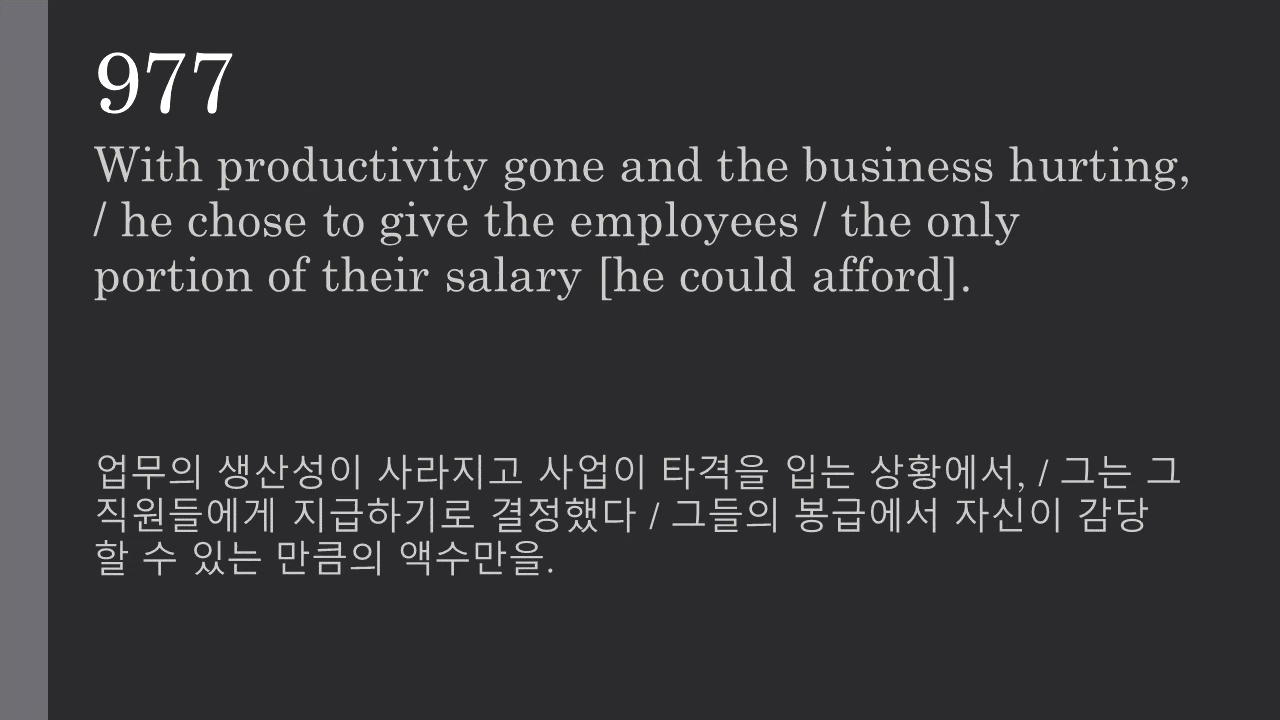 977
With productivity gone and the business hurting,
/ he chose to give the employees / the only
portion of their salary [he could afford].
업무의 생산성이 사라지고 사업이 타격을 입는 상황에서, / 그는 그
직원들에게 지급하기로 결정했다 / 그들의 봉급에서 자신이 감당
할 수 있는 만큼의 액수만을.